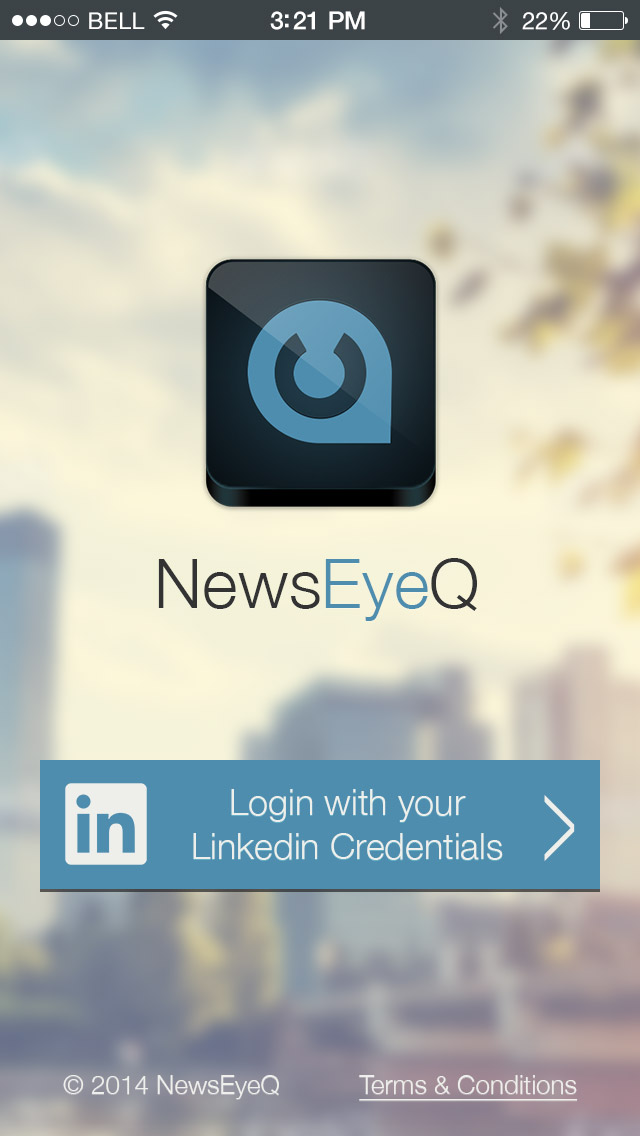 BELL 3:21 PM 22%
NewsEyeQ
in Login with your
Linkedin Credentials
© 2014 NewsEyeQ Terms & Conditions